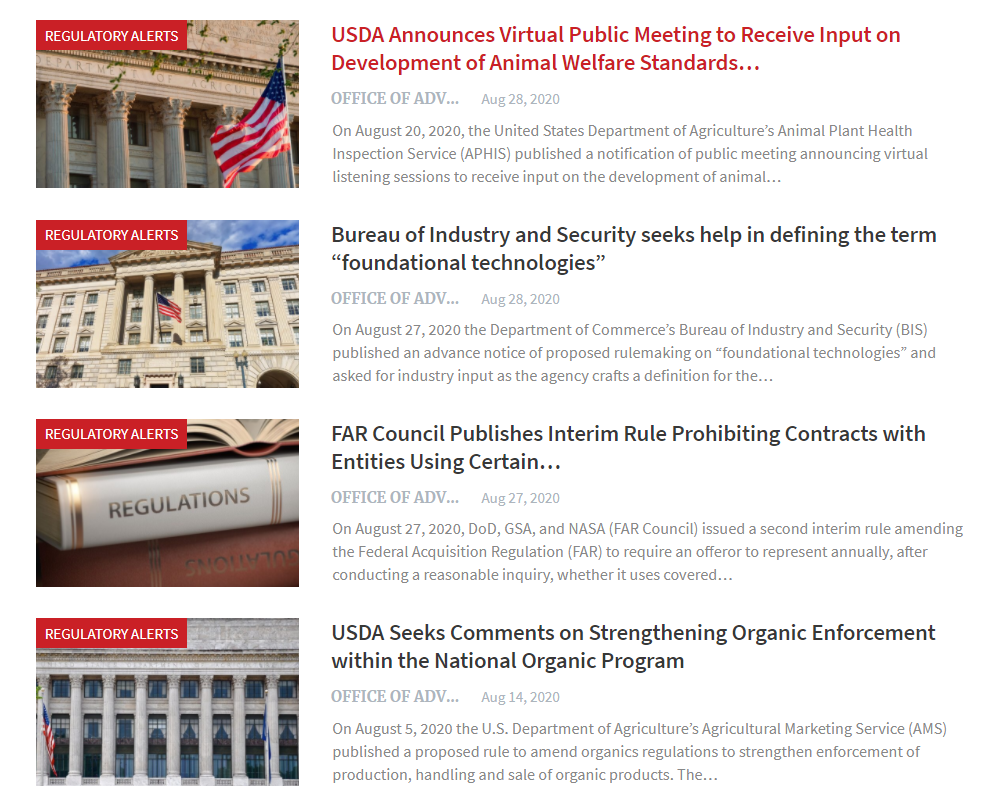 REGULATORY ALERTS
USDA Announces Virtual Public Meeting to Receive Input on
Development of Animal Welfare Standards…
OFFICE OF ADV... Aug 28, 2020
On August 20, 2020, the United States Department of Agriculture’s Animal Plant Health
Inspection Service (APHIS) published a notification of public meeting announcing virtual
listening sessions to receive input on the development of animal…
DEPARTMENT OF AGRICULTURE
REGULATORY ALERTS
Bureau of Industry and Security seeks help in defining the term
“foundational technologies”
OFFICE OF ADV... Aug 28, 2020
On August 27, 2020 the Department of Commerce’s Bureau of Industry and Security (BIS)
published an advance notice of proposed rulemaking on “foundational technologies” and
asked for industry input as the agency crafts a definition for the…
REGULATORY ALERTS
FAR Council Publishes Interim Rule Prohibiting Contracts with
Entities Using Certain…
OFFICE OF ADV... Aug 27, 2020
On August 27, 2020, DoD, GSA, and NASA (FAR Council) issued a second interim rule amending
the Federal Acquisition Regulation (FAR) to require an offeror to represent annually, after
conducting a reasonable inquiry, whether it uses covered…
REGULATIONS
REGULATORY ALERTS
USDA Seeks Comments on Strengthening Organic Enforcement
within the National Organic Program
OFFICE OF ADV... Aug 14, 2020
On August 5, 2020 the U.S. Department of Agriculture’s Agricultural Marketing Service (AMS)
published a proposed rule to amend organics regulations to strengthen enforcement of
production, handling and sale of organic products. The…